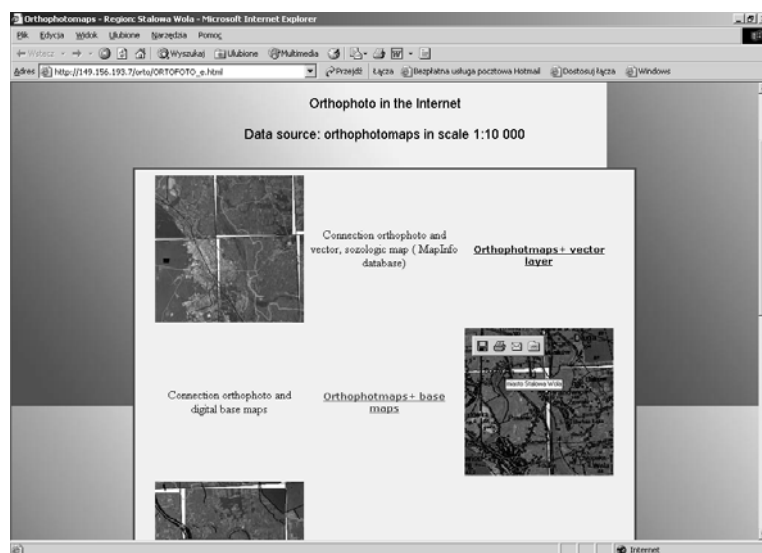 Orthophotomaps - Region: Stalowa Wola - Microsoft Internet Explorer
Plik Edycja Widok Ulubione Narzędzia Pomoc
Wstecz Wyszukaj Ulubione Multimedia
Adres http://149.156.193.7/orto/ORTOFOTO_e.html Przejdź Łącza Bezpłatna usługa pocztowa Hotmail Dostosuj łącza Windows
Orthophoto in the Internet
Data source: orthophotomaps in scale 1:10 000
Connection orthophoto and
vector, sozologic map ( MapInfo
database)
Orthophotmaps+ vector
layer
miasto Stalowa Wola
Connection orthophoto and
digital base maps
Orthophotmaps+ base
maps
Internet